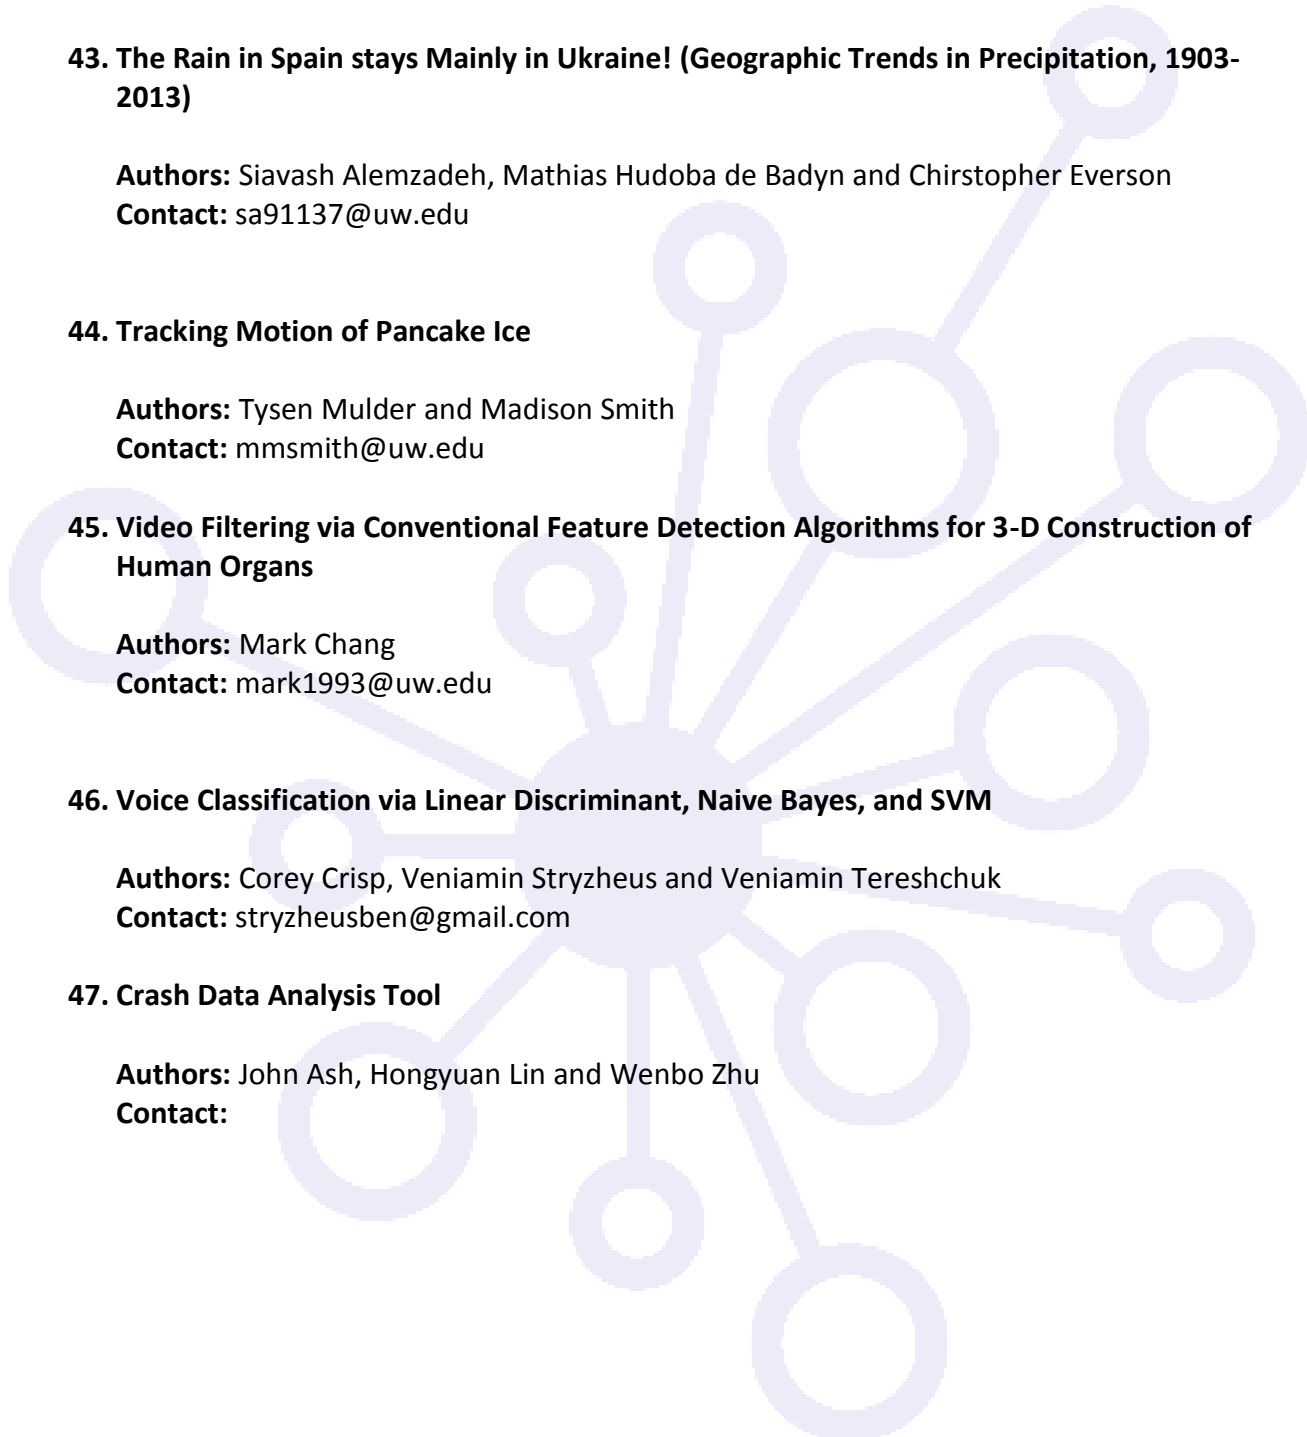 43. The Rain in Spain stays Mainly in Ukraine! (Geographic Trends in Precipitation, 1903-
2013)
Authors: Siavash Alemzadeh, Mathias Hudoba de Badyn and Chirstopher Everson
Contact: sa91137@uw.edu
44. Tracking Motion of Pancake Ice
Authors: Tysen Mulder and Madison Smith
Contact: mmsmith@uw.edu
45. Video Filtering via Conventional Feature Detection Algorithms for 3-D Construction of
Human Organs
Authors: Mark Chang
Contact: mark1993@uw.edu
46. Voice Classification via Linear Discriminant, Naive Bayes, and SVM
Authors: Corey Crisp, Veniamin Stryzheus and Veniamin Tereshchuk
Contact: stryzheusben@gmail.com
47. Crash Data Analysis Tool
Authors: John Ash, Hongyuan Lin and Wenbo Zhu
Contact: